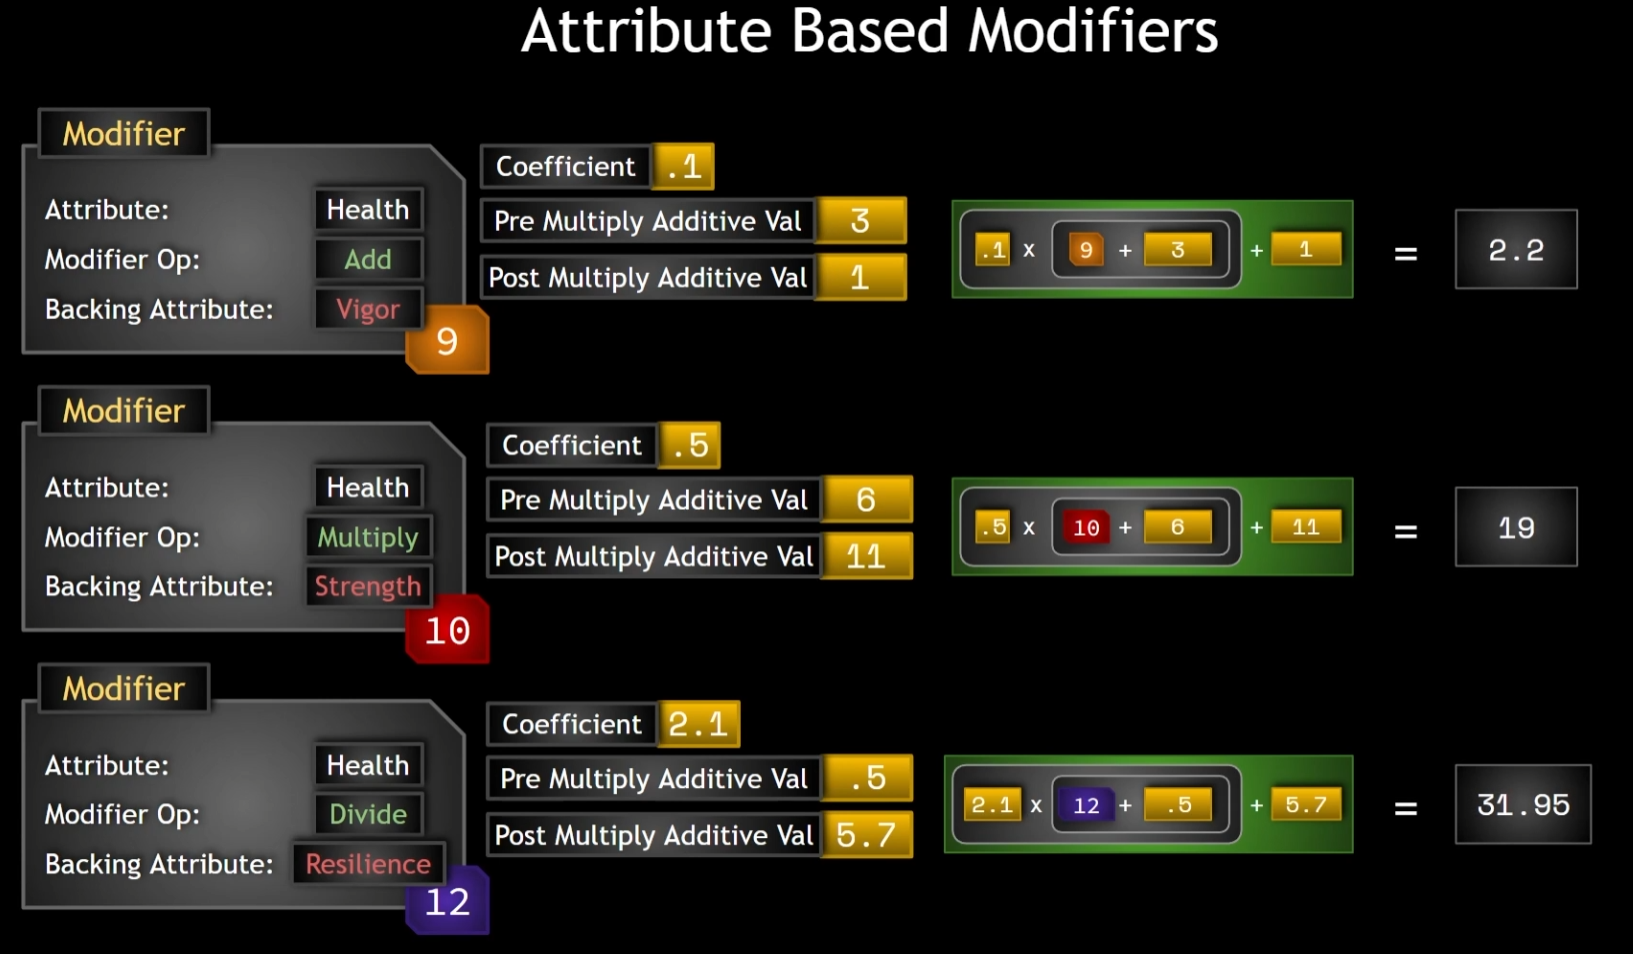 Attribute Based Modifiers
Modifier
Attribute: Health
Modifier Op: Add
Backing Attribute: Vigor
9
Coefficient .1
Pre Multiply Additive Val 3
Post Multiply Additive Val 1
.1 x 9 + 3 + 1 = 2.2
Modifier
Attribute: Health
Modifier Op: Multiply
Backing Attribute: Strength
10
Coefficient .5
Pre Multiply Additive Val 6
Post Multiply Additive Val 11
.5 x 10 + 6 + 11 = 19
Modifier
Attribute: Health
Modifier Op: Divide
Backing Attribute: Resilience
12
Coefficient 2.1
Pre Multiply Additive Val .5
Post Multiply Additive Val 5.7
2.1 x 12 + .5 + 5.7 = 31.95